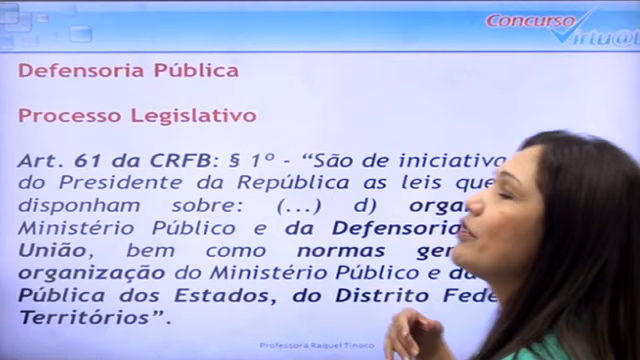 Concurso
Virtu@l
Defensoria Pública
Processo Legislativo
Art. 61 da CRFB: § 1º - “São de iniciativa
do Presidente da República as leis que
disponham sobre: (...) d)
Ministério Público e da Defensoria
União, bem como normas
organização do Ministério Público e
Pública dos Estados, do Distrito
Territórios”.
Professora Raquel Tinoco